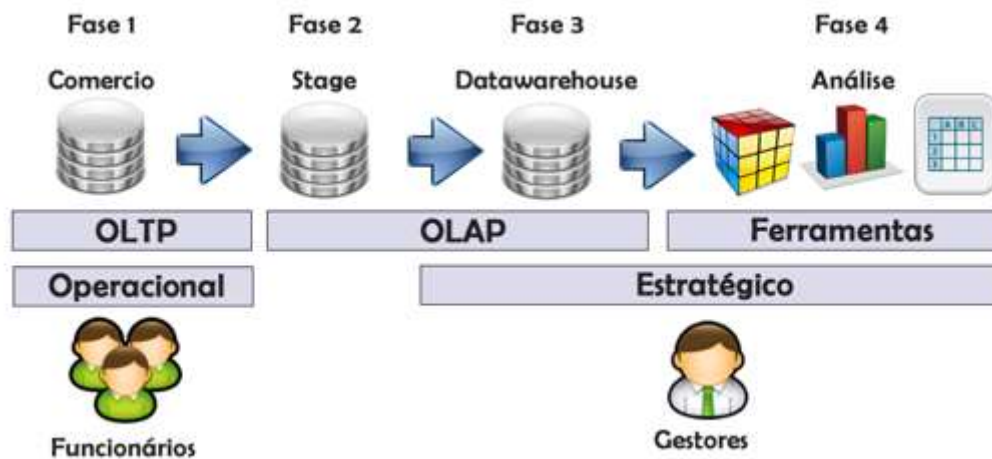 Fase 1
Fase 2
Fase 3
Fase 4
Comercio
Stage
Datawarehouse
Análise
OLTP
OLAP
Ferramentas
Operacional
Estratégico
Funcionários
Gestores